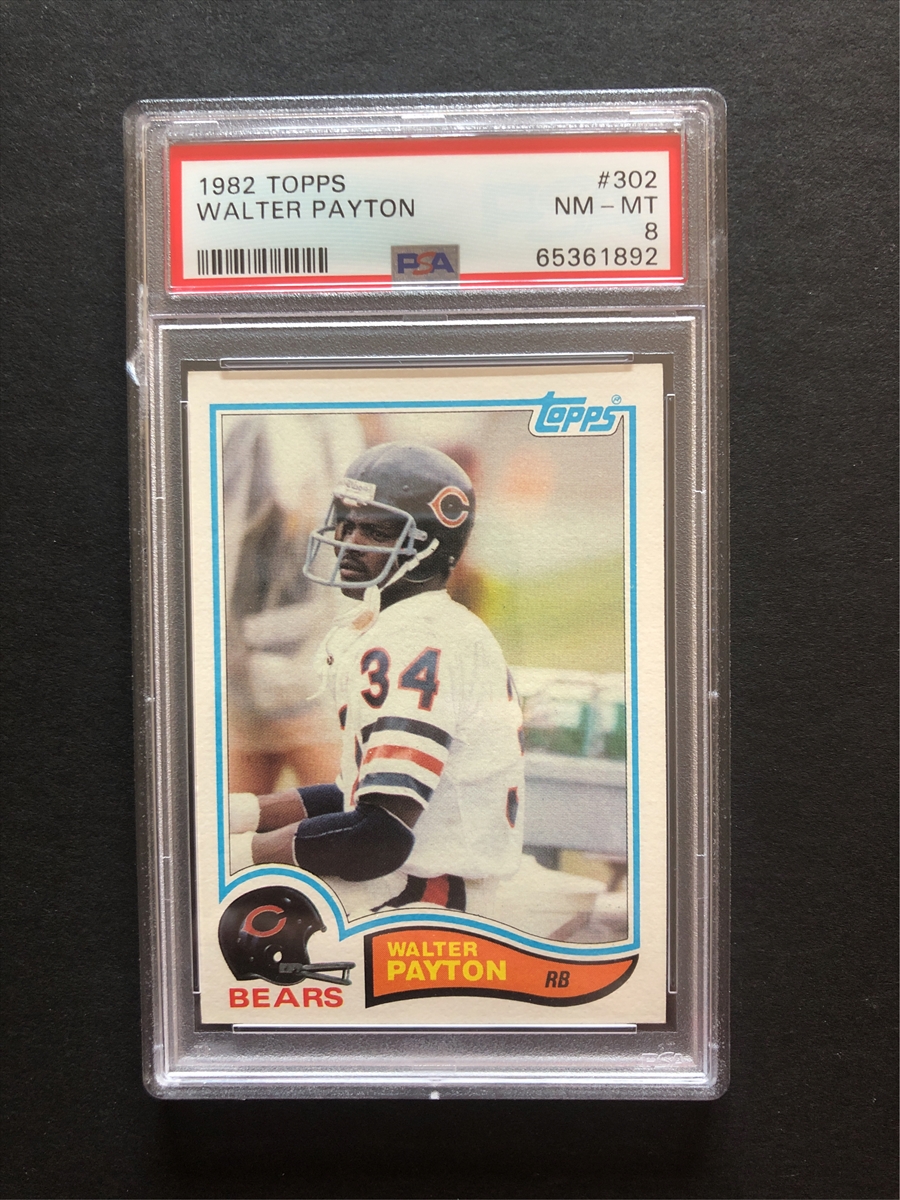 1982 TOPPS #302
WALTER PAYTON NM - MT
8
PSA 65361892
topps
34
WALTER
PAYTON RB
BEARS